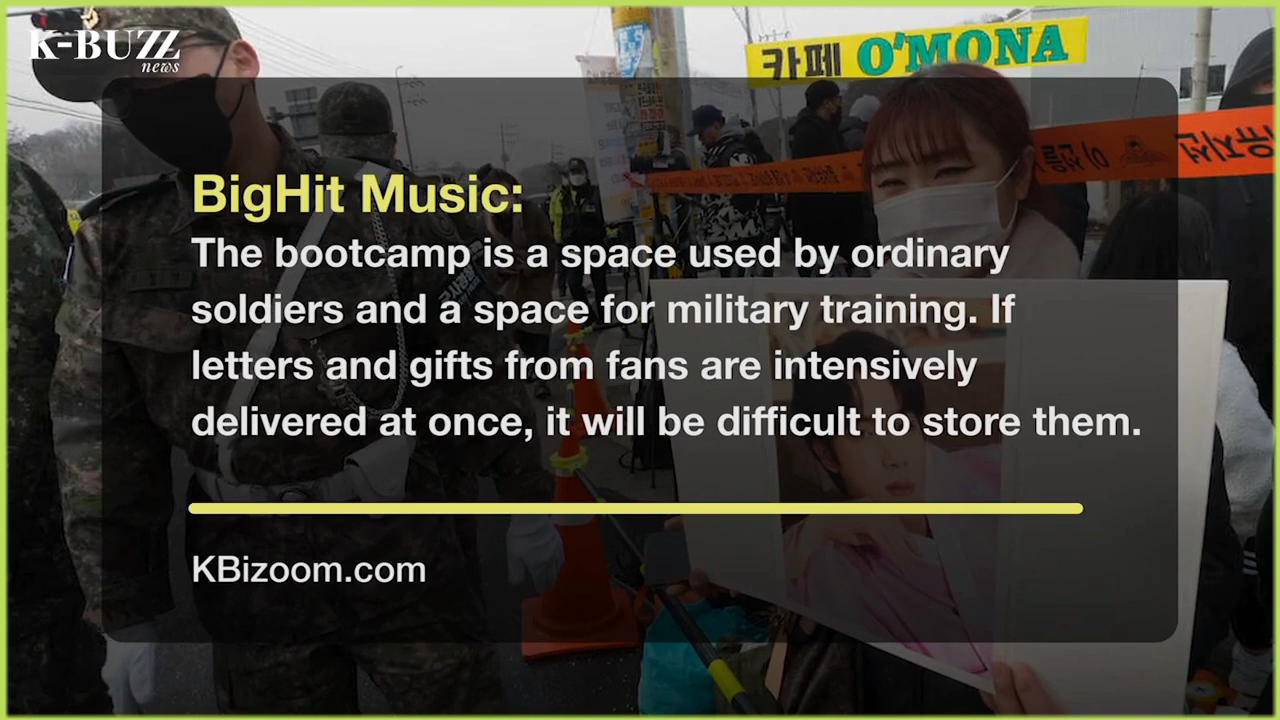 K-BUZZ
news
카페 O'MONA
BigHit Music:
The bootcamp is a space used by ordinary
soldiers and a space for military training. If
letters and gifts from fans are intensively
delivered at once, it will be difficult to store them.
KBizoom.com